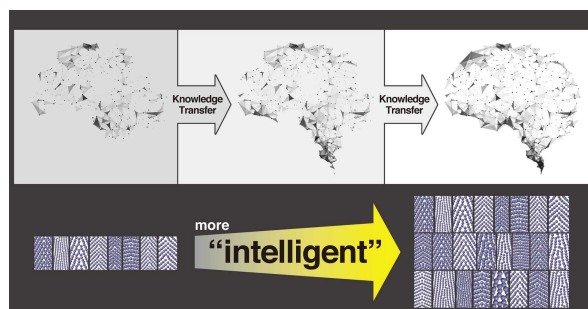 Knowledge
Transfer
Knowledge
Transfer
more
“intelligent”